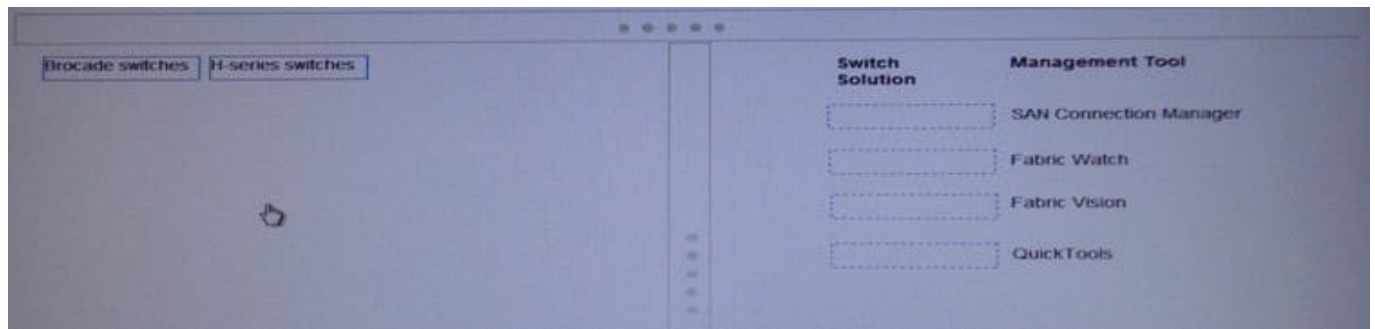 Brocade switches
H-series switches
Switch Solution
Management Tool
SAN Connection Manager
Fabric Watch
Fabric Vision
QuickTools